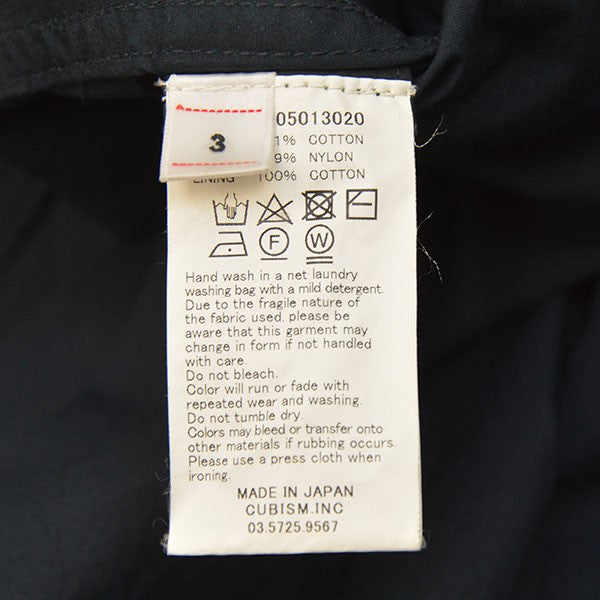 3
05013020
1% COTTON
9% NYLON
LINING 100% COTTON
F W
Hand wash in a net laundry
washing bag with a mild detergent.
Due to the fragile nature of
the fabric used, please be
aware that this garment may
change in form if not handled
with care.
Do not bleach.
Color will run or fade with
repeated wear and washing.
Do not tumble dry.
Colors may bleed or transfer onto
other materials if rubbing occurs.
Please use a press cloth when
ironing.
MADE IN JAPAN
CUBISM.INC
03.5725.9567